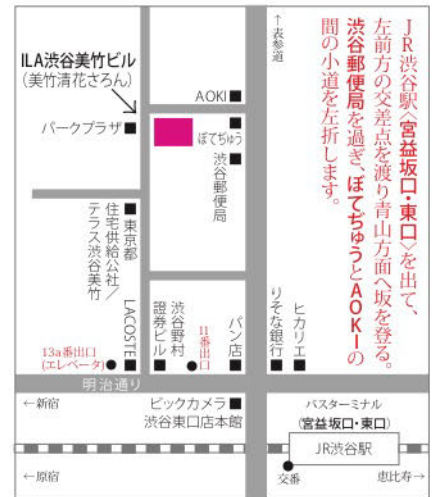 JR渋谷駅〈宮益坂口・東口〉を出て、
左前方の交差点を渡り青山方面へ坂を登る。
渋谷郵便局を過ぎ、ぼてぢゅうとAOKIの
間の小道を左折します。
↑表参道
ILA渋谷美竹ビル
(美竹清花さろん)
パークプラザ
AOKI
ぼてぢゅう
渋谷郵便局
東京都
住宅供給公社/
テラス渋谷美竹
LACOSTE
13a番出口
(エレベータ)
渋谷野村
證券ビル
11番出口
パン店
りそな銀行
ヒカリエ
明治通り
←新宿
ビックカメラ
渋谷東口店本館
バスターミナル
(宮益坂口・東口)
JR渋谷駅
←原宿
交番
恵比寿→